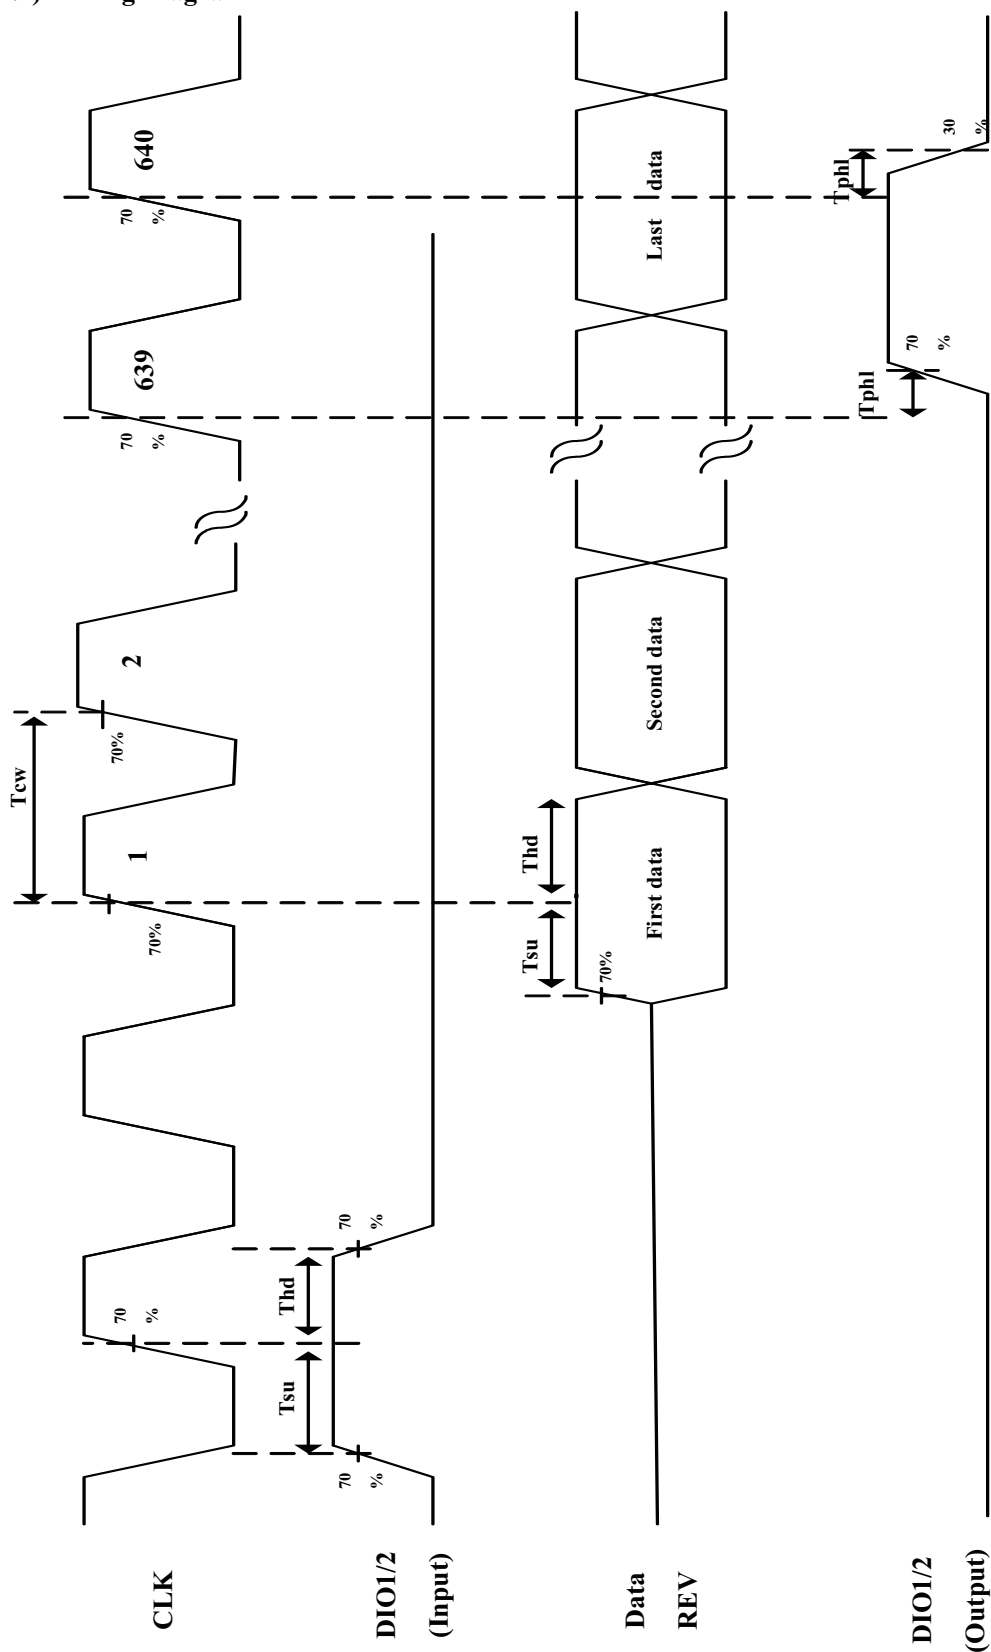 Tcw
CLK
70
%
70%
1
70%
2
70
%
639
70
%
640
Tsu
Thd
DIO1/2
(Input)
70
%
70
%
Tsu
Thd
70%
Data
REV
First data
Second data
Last data
Tphl
Tphl
DIO1/2
(Output)
70
%
30
%